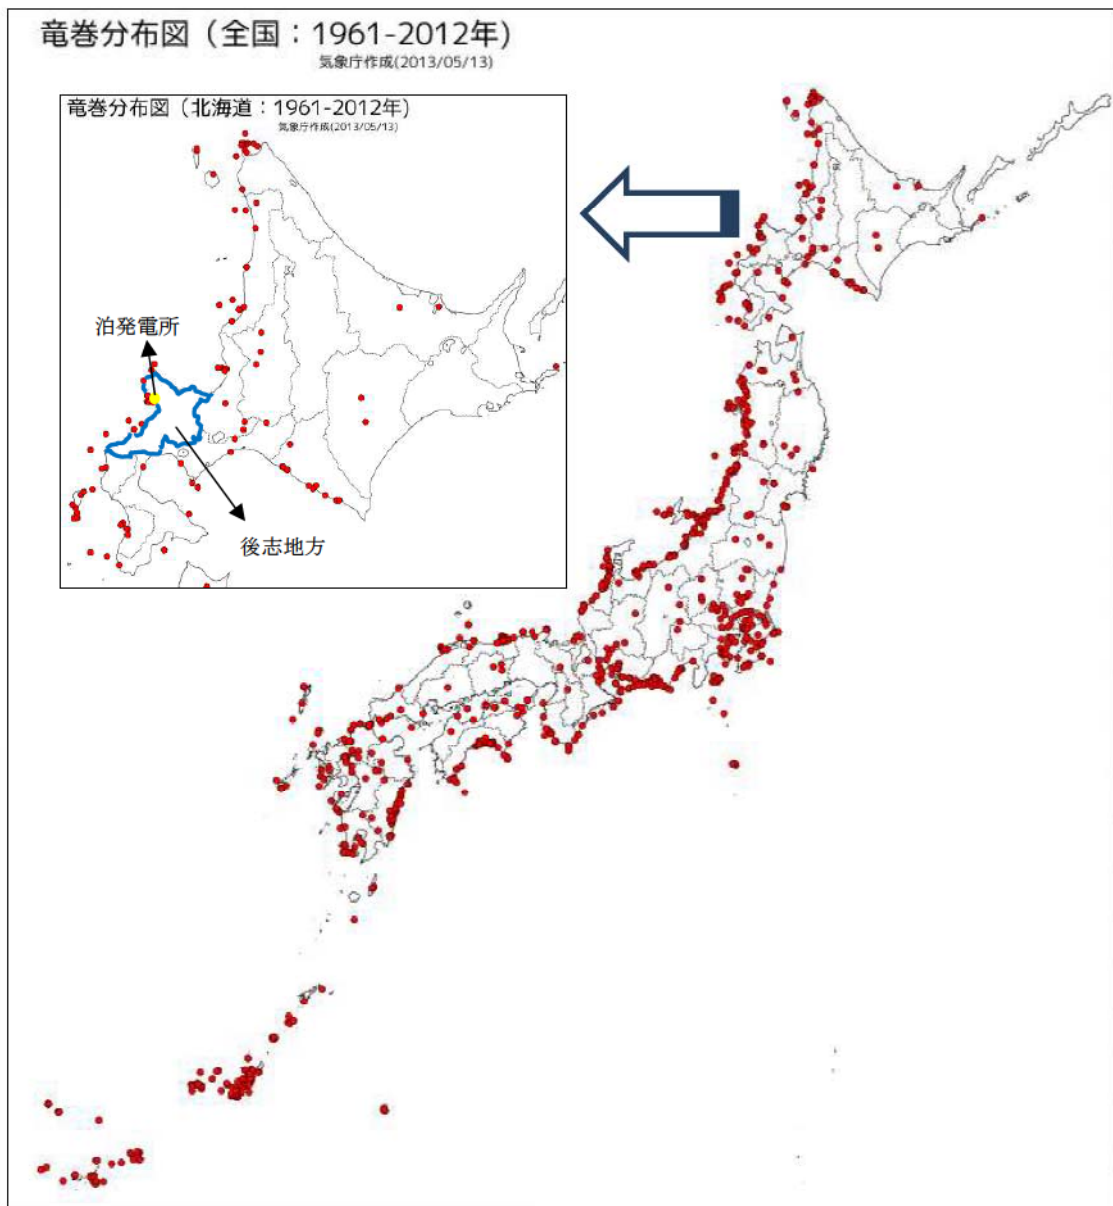 竜巻分布図（全国：1961-2012年）
気象庁作成(2013/05/13)
竜巻分布図（北海道：1961-2012年）
気象庁作成(2013/05/13)
泊発電所
後志地方